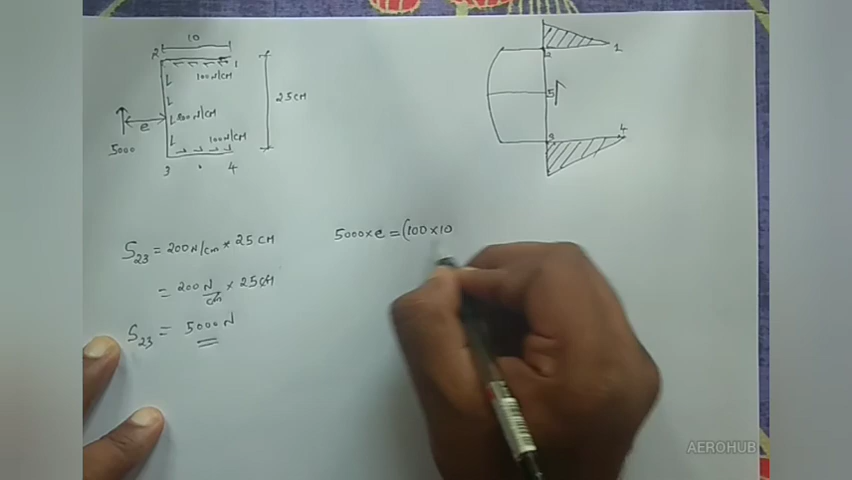 10
2
1
100 N/CM
25 CM
200 N/CM
e
5000
100 N/CM
3
4
2
1
5
3
4
S23 = 200 N/cm * 25 CM
= 200 N/cm * 25 CM
S23 = 5000 N
5000 × e = (100 × 10
AEROHUB